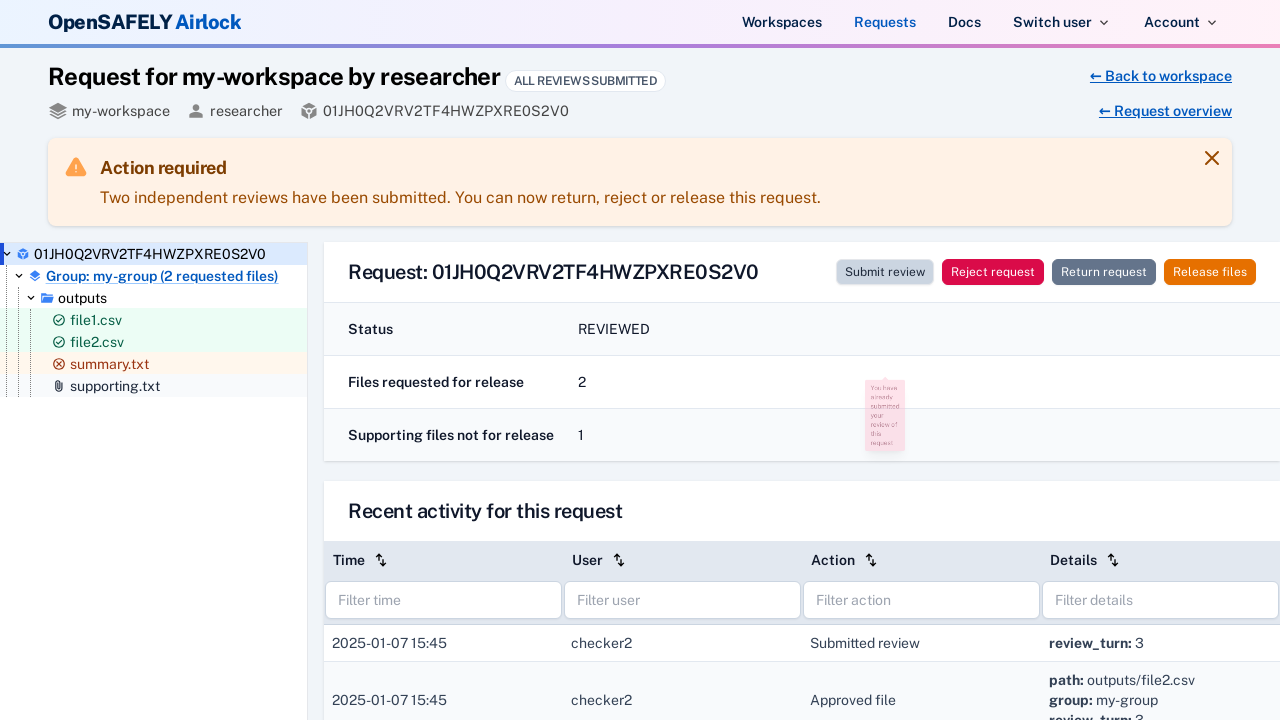 OpenSAFELY Airlock
Workspaces Requests Docs Switch user Account
Request for my-workspace by researcher ALL REVIEWS SUBMITTED
← Back to workspace
my-workspace researcher 01JH0Q2VRV2TF4HWZPXRE0S2V0
← Request overview
Action required
Two independent reviews have been submitted. You can now return, reject or release this request.
01JH0Q2VRV2TF4HWZPXRE0S2V0
Group: my-group (2 requested files)
outputs
file1.csv
file2.csv
summary.txt
supporting.txt
Request: 01JH0Q2VRV2TF4HWZPXRE0S2V0
Submit review Reject request Return request Release files
Status REVIEWED
Files requested for release 2
Supporting files not for release 1
You have
already
submitted
your
review of
this
request
Recent activity for this request
Time User Action Details
Filter time Filter user Filter action Filter details
2025-01-07 15:45 checker2 Submitted review review_turn: 3
path: outputs/file2.csv
2025-01-07 15:45 checker2 Approved file group: my-group
review_turn: 3